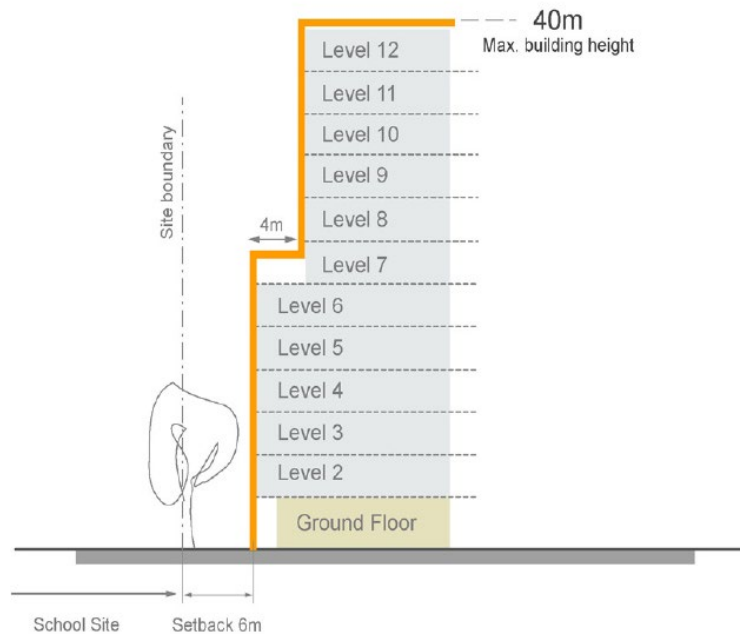 40m
Max. building height
Level 12
Level 11
Level 10
Level 9
Level 8
Level 7
4m
Site boundary
Level 6
Level 5
Level 4
Level 3
Level 2
Ground Floor
School Site
Setback 6m